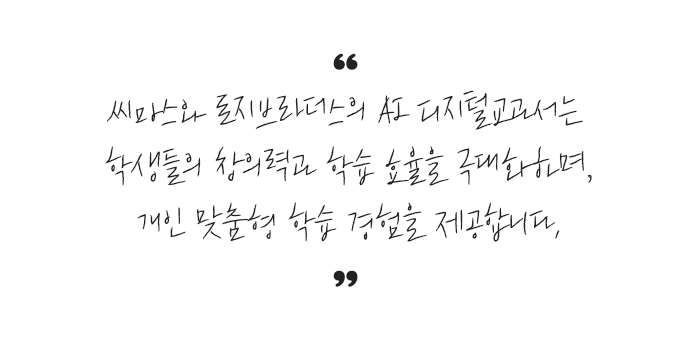 ❝
씨마스와 로지브라더스의 AI 디지털교과서는
학생들의 창의력과 학습 효율을 극대화하며,
개인 맞춤형 학습 경험을 제공합니다,
❞